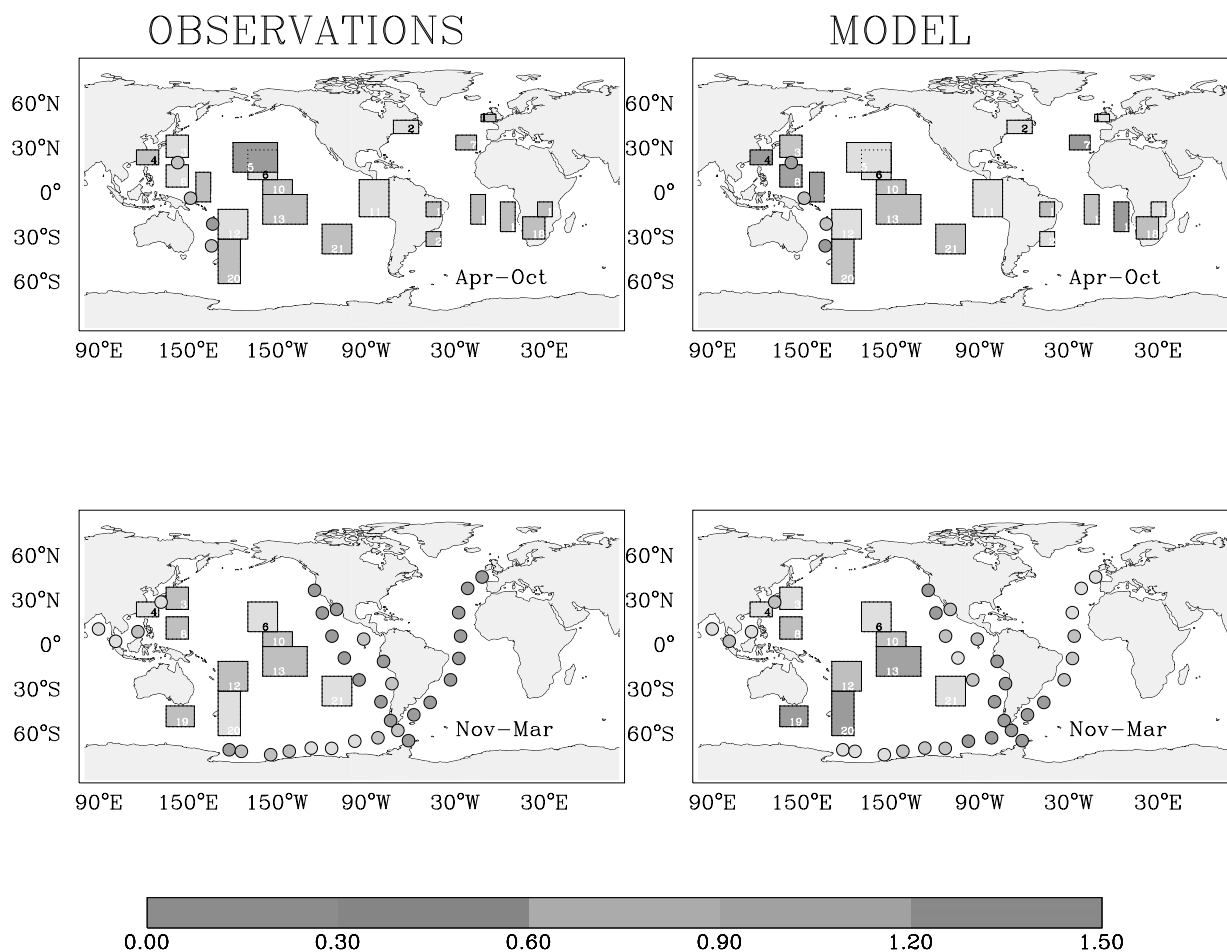 OBSERVATIONS MODEL
60°N 60°N
30°N 30°N
0° 0°
30°S 30°S
60°S 60°S
2 2
4 5 7 4 7 8
6 6
10 10
11 11
13 13
12 18 12 18
21 21
20 20
Apr-Oct Apr-Oct
90°E 150°E 150°W 90°W 30°W 30°E 90°E 150°E 150°W 90°W 30°W 30°E
60°N 60°N
30°N 30°N
0° 0°
30°S 30°S
60°S 60°S
3 3
4 4
6 6
8 8
10 10
13 13
12 12
21 21
19 19
20 20
Nov-Mar Nov-Mar
90°E 150°E 150°W 90°W 30°W 30°E 90°E 150°E 150°W 90°W 30°W 30°E
0.00 0.30 0.60 0.90 1.20 1.50